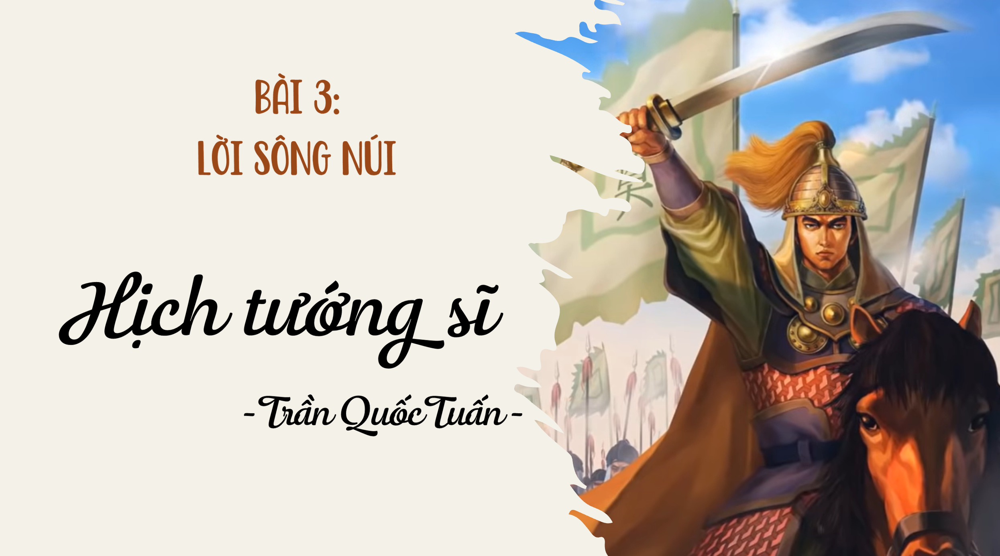 BÀI 3:
LỜI SÔNG NÚI
Hịch tướng sĩ
- Trần Quốc Tuấn -